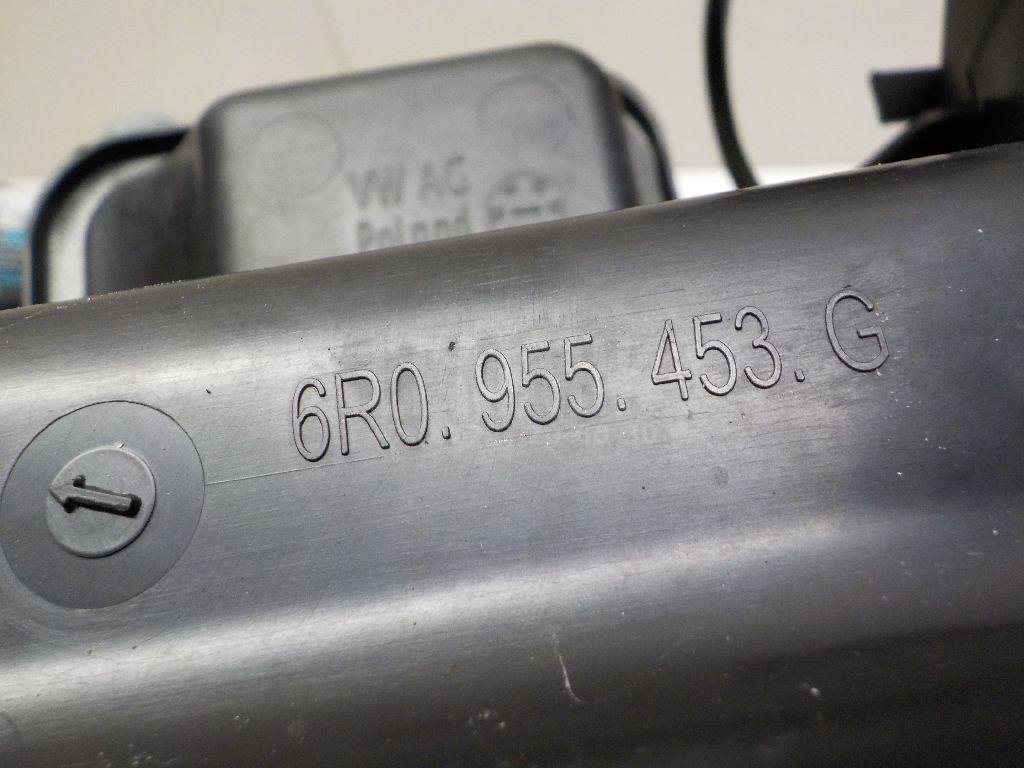 VW AG
Poland
6R0.955.453.G